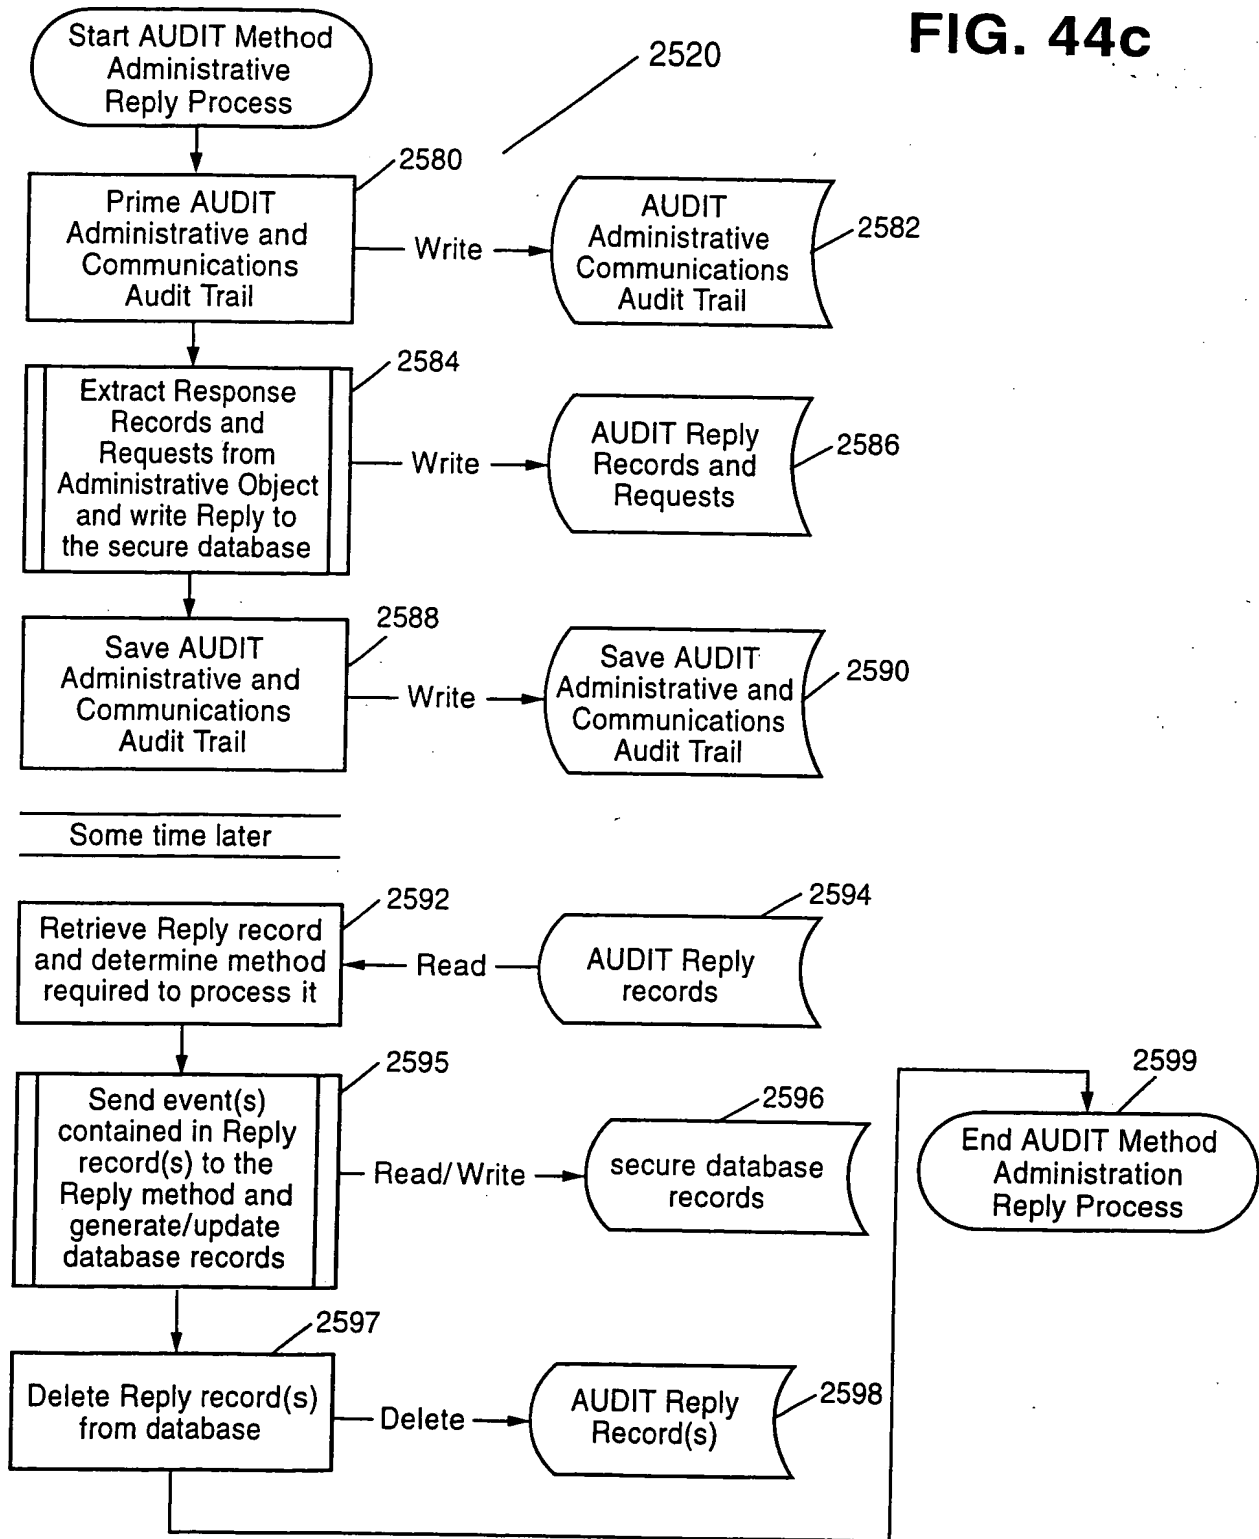 FIG. 44c
Start AUDIT Method
Administrative
Reply Process
2520
2580
Prime AUDIT
Administrative and
Communications
Audit Trail
Write
AUDIT
Administrative
Communications
Audit Trail
2582
2584
Extract Response
Records and
Requests from
Administrative Object
and write Reply to
the secure database
Write
AUDIT Reply
Records and
Requests
2586
2588
Save AUDIT
Administrative and
Communications
Audit Trail
Write
Save AUDIT
Administrative and
Communications
Audit Trail
2590
Some time later
2592
Retrieve Reply record
and determine method
required to process it
Read
2594
AUDIT Reply
records
2595
Send event(s)
contained in Reply
record(s) to the
Reply method and
generate/update
database records
Read/Write
2596
secure database
records
2599
End AUDIT Method
Administration
Reply Process
2597
Delete Reply record(s)
from database
Delete
AUDIT Reply
Record(s)
2598